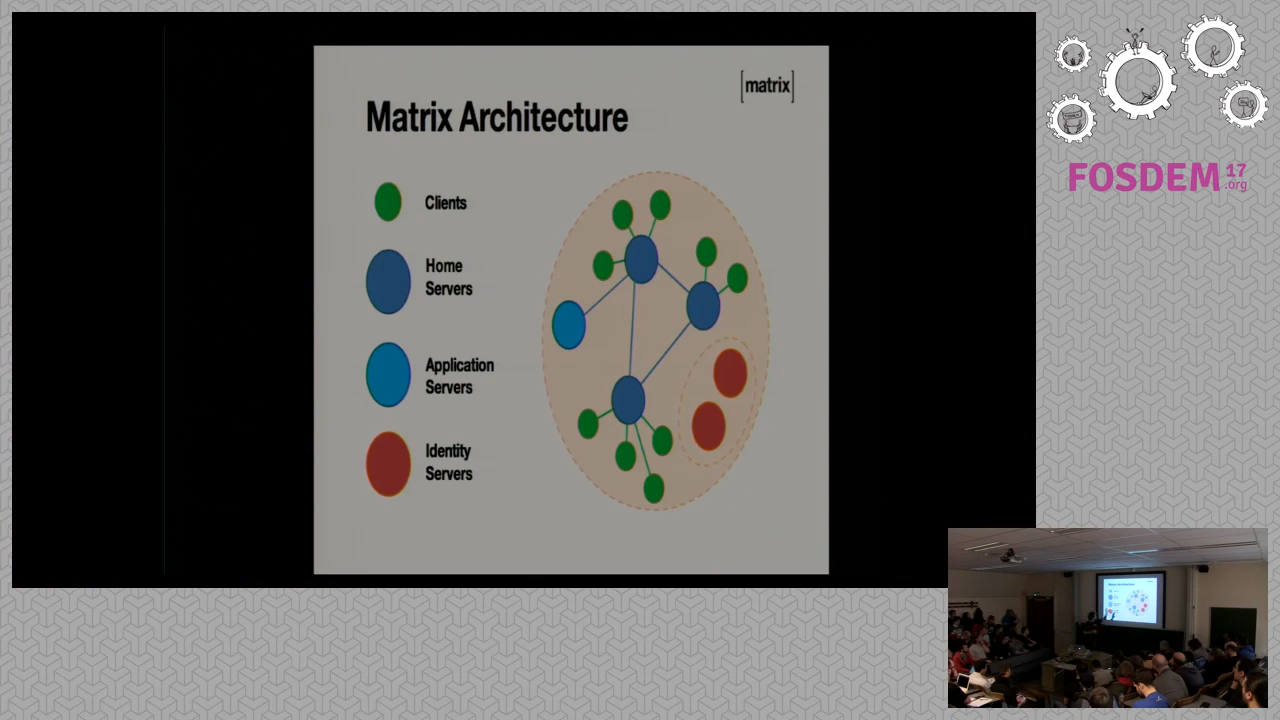 [matrix]
Matrix Architecture
Clients
Home
Servers
Application
Servers
Identity
Servers
FOSDEM 17
.org